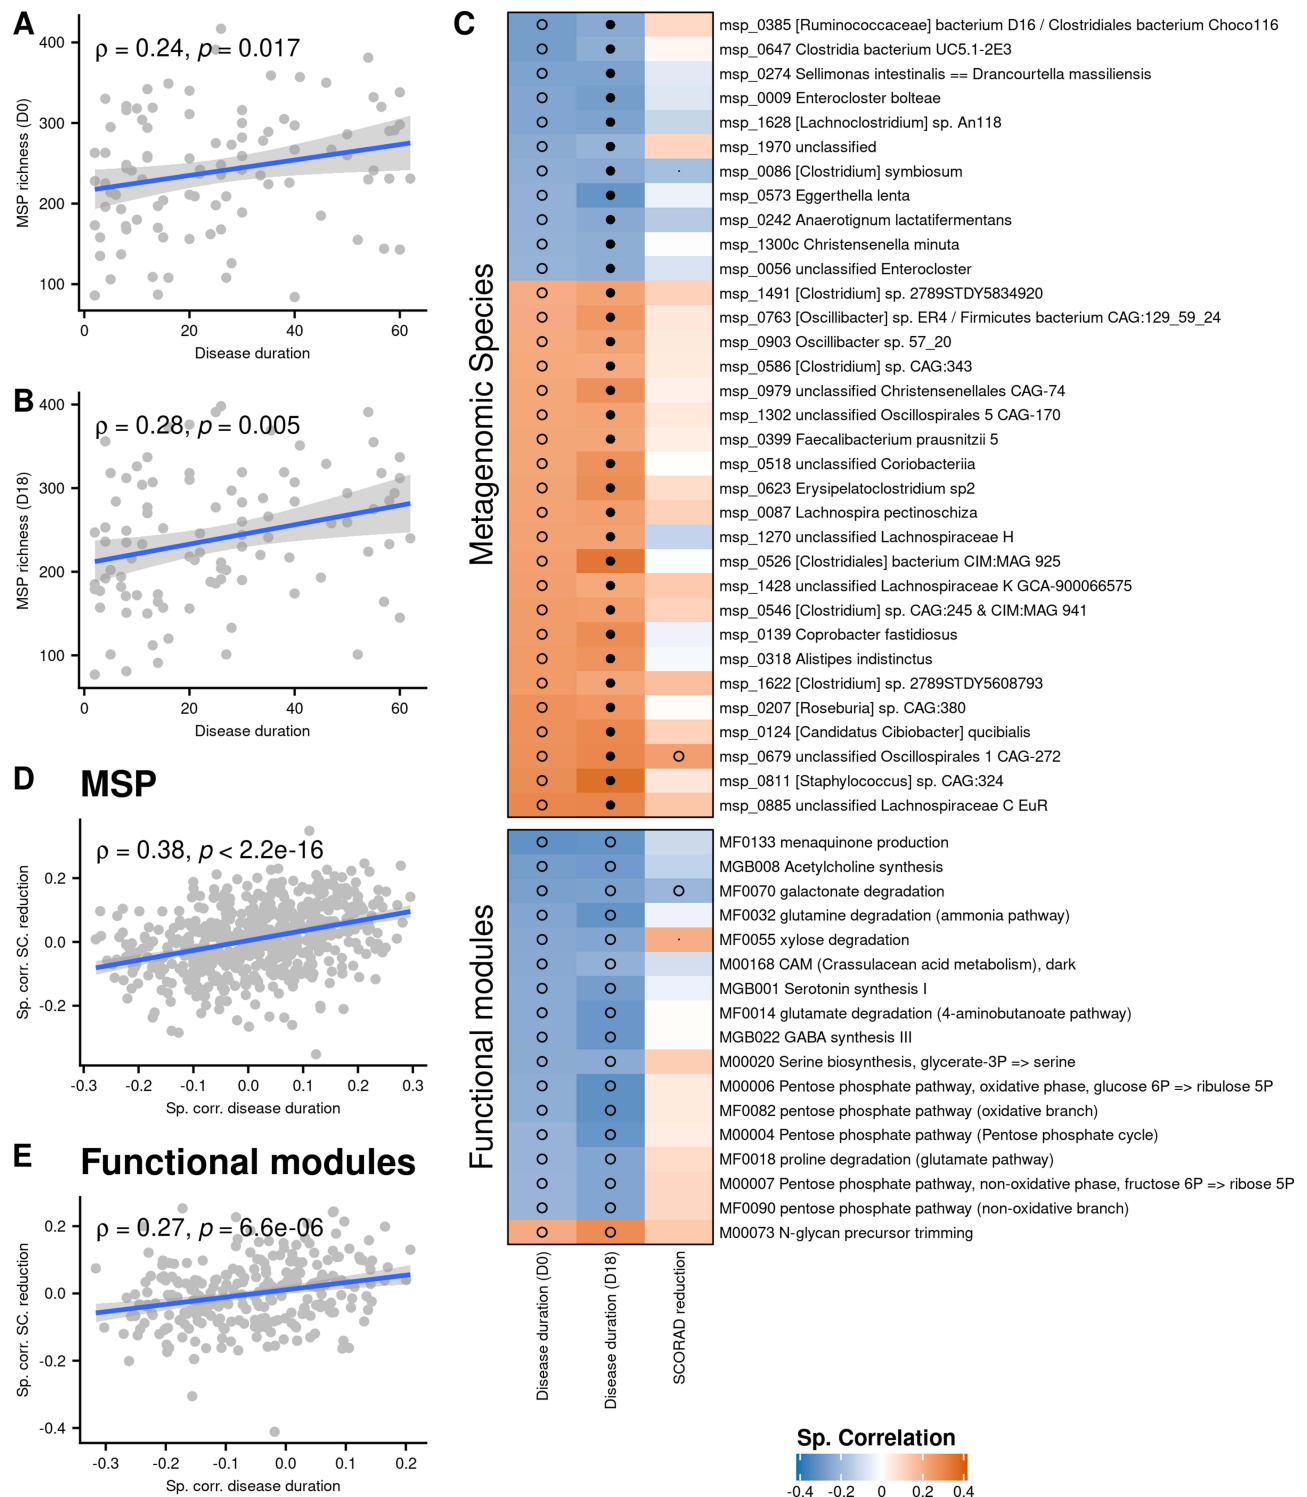 A
ρ = 0.24, p = 0.017
400
300
200
100
MSP richness (D0)
0 20 40 60
Disease duration
B
ρ = 0.28, p = 0.005
400
300
200
100
MSP richness (D18)
0 20 40 60
Disease duration
D MSP
ρ = 0.38, p < 2.2e-16
0.2
0.0
-0.2
Sp. corr. SC. reduction
-0.3 -0.2 -0.1 0.0 0.1 0.2 0.3
Sp. corr. disease duration
E Functional modules
ρ = 0.27, p = 6.6e-06
0.2
0.0
-0.2
-0.4
Sp. corr. SC. reduction
-0.3 -0.2 -0.1 0.0 0.1 0.2
Sp. corr. disease duration
C
Metagenomic Species
msp_0385 [Ruminococcaceae] bacterium D16 / Clostridiales bacterium Choco116
msp_0647 Clostridia bacterium UC5.1-2E3
msp_0274 Sellimonas intestinalis == Drancourtella massiliensis
msp_0009 Enterocloster bolteae
msp_1628 [Lachnoclostridium] sp. An118
msp_1970 unclassified
msp_0086 [Clostridium] symbiosum
msp_0573 Eggerthella lenta
msp_0242 Anaerotignum lactatifermentans
msp_1300c Christensenella minuta
msp_0056 unclassified Enterocloster
msp_1491 [Clostridium] sp. 2789STDY5834920
msp_0763 [Oscillibacter] sp. ER4 / Firmicutes bacterium CAG:129_59_24
msp_0903 Oscillibacter sp. 57_20
msp_0586 [Clostridium] sp. CAG:343
msp_0979 unclassified Christensenellales CAG-74
msp_1302 unclassified Oscillospirales 5 CAG-170
msp_0399 Faecalibacterium prausnitzii 5
msp_0518 unclassified Coriobacteriia
msp_0623 Erysipelatoclostridium sp2
msp_0087 Lachnospira pectinoschiza
msp_1270 unclassified Lachnospiraceae H
msp_0526 [Clostridiales] bacterium CIM:MAG 925
msp_1428 unclassified Lachnospiraceae K GCA-900066575
msp_0546 [Clostridium] sp. CAG:245 & CIM:MAG 941
msp_0139 Coprobacter fastidiosus
msp_0318 Alistipes indistinctus
msp_1622 [Clostridium] sp. 2789STDY5608793
msp_0207 [Roseburia] sp. CAG:380
msp_0124 [Candidatus Cibiobacter] qucibialis
msp_0679 unclassified Oscillospirales 1 CAG-272
msp_0811 [Staphylococcus] sp. CAG:324
msp_0885 unclassified Lachnospiraceae C EuR
Functional modules
MF0133 menaquinone production
MGB008 Acetylcholine synthesis
MF0070 galactonate degradation
MF0032 glutamine degradation (ammonia pathway)
MF0055 xylose degradation
M00168 CAM (Crassulacean acid metabolism), dark
MGB001 Serotonin synthesis I
MF0014 glutamate degradation (4-aminobutanoate pathway)
MGB022 GABA synthesis III
M00020 Serine biosynthesis, glycerate-3P => serine
M00006 Pentose phosphate pathway, oxidative phase, glucose 6P => ribulose 5P
MF0082 pentose phosphate pathway (oxidative branch)
M00004 Pentose phosphate pathway (Pentose phosphate cycle)
MF0018 proline degradation (glutamate pathway)
M00007 Pentose phosphate pathway, non-oxidative phase, fructose 6P => ribose 5P
MF0090 pentose phosphate pathway (non-oxidative branch)
M00073 N-glycan precursor trimming
Disease duration (D0)
Disease duration (D18)
SCORAD reduction
Sp. Correlation
-0.4 -0.2 0 0.2 0.4